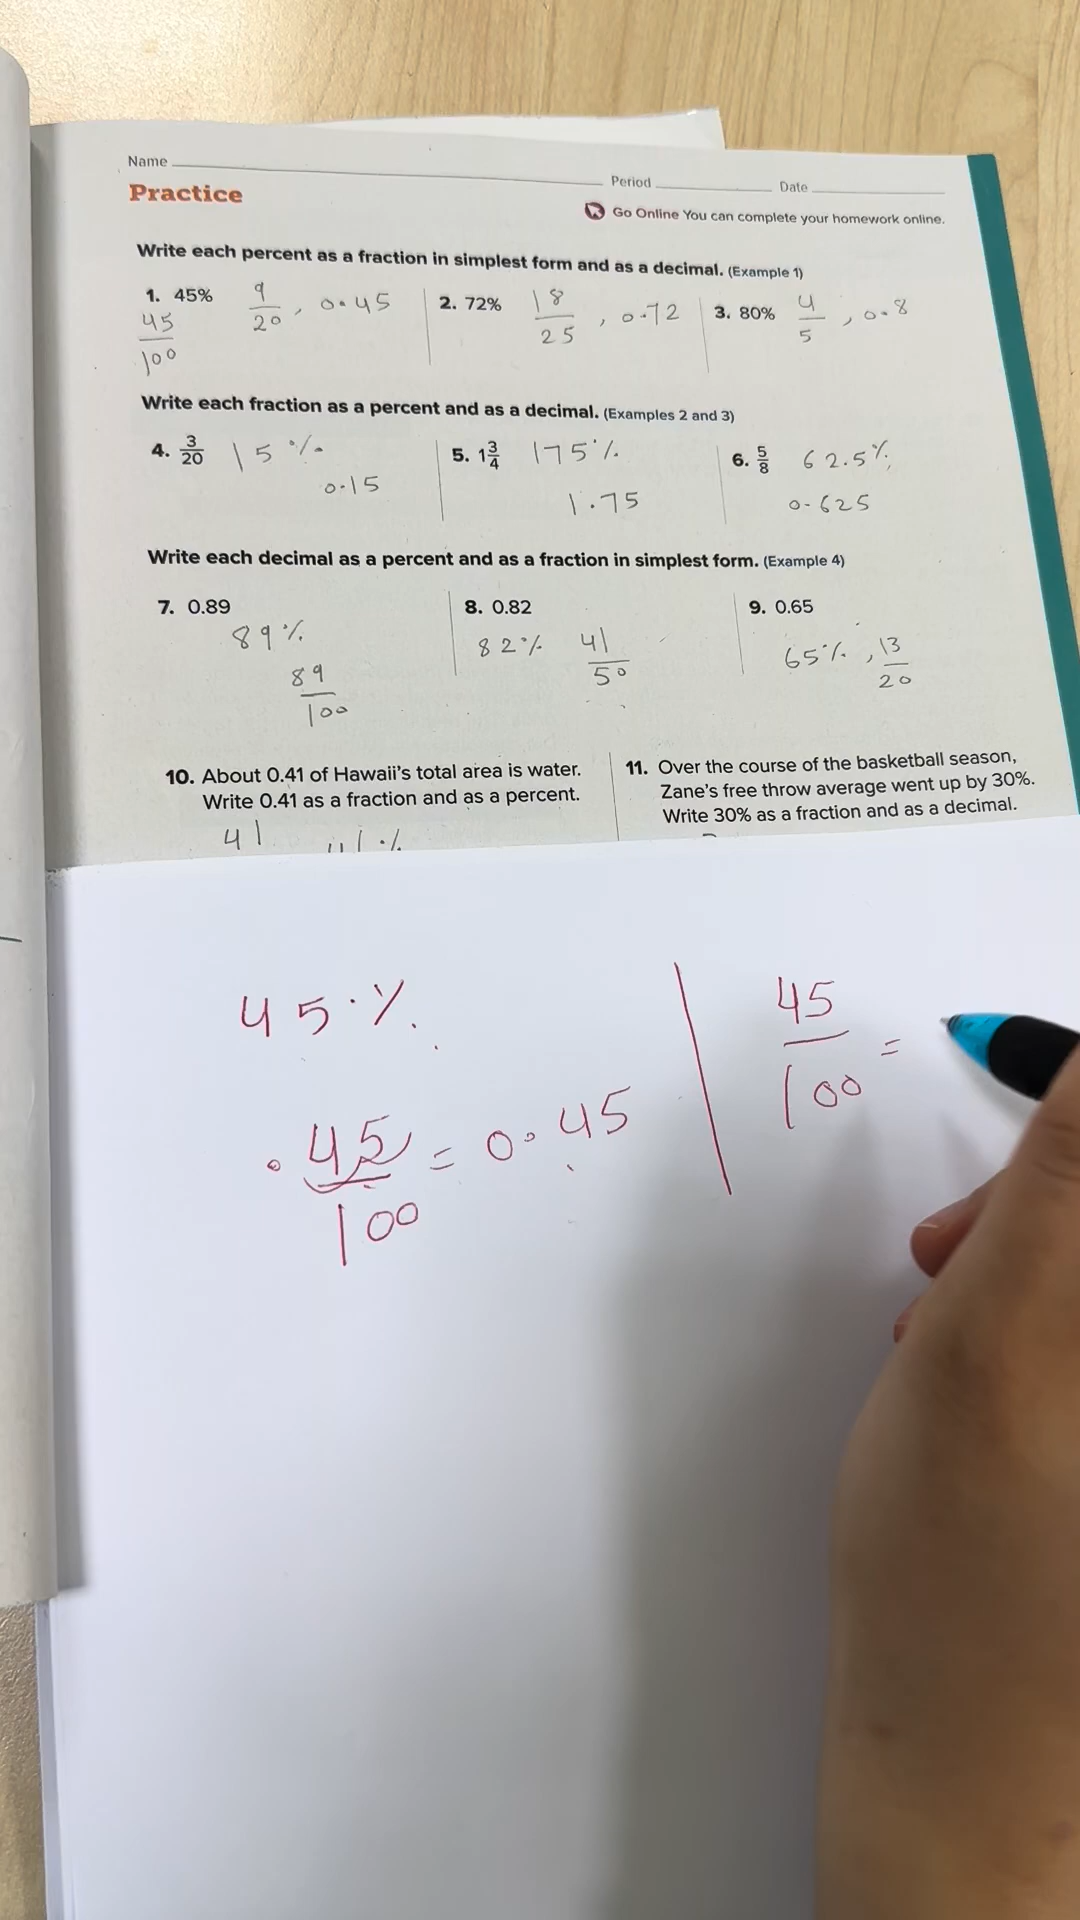 Name
Period
Date
Practice
Go Online You can complete your homework online.
Write each percent as a fraction in simplest form and as a decimal. (Example 1)
1. 45% 9/20, 0.45
45/100
2. 72% 18/25, 0.72
3. 80% 4/5, 0.8
Write each fraction as a percent and as a decimal. (Examples 2 and 3)
4. 3/20 15%
0.15
5. 1 3/4 175%
1.75
6. 5/8 62.5%,
0.625
Write each decimal as a percent and as a fraction in simplest form. (Example 4)
7. 0.89
89%
89/100
8. 0.82
82% 41/50
9. 0.65
65%, 13/20
10. About 0.41 of Hawaii's total area is water.
Write 0.41 as a fraction and as a percent.
41 41%
11. Over the course of the basketball season,
Zane's free throw average went up by 30%.
Write 30% as a fraction and as a decimal.
45%
.45/100 = 0.45
45/100 =